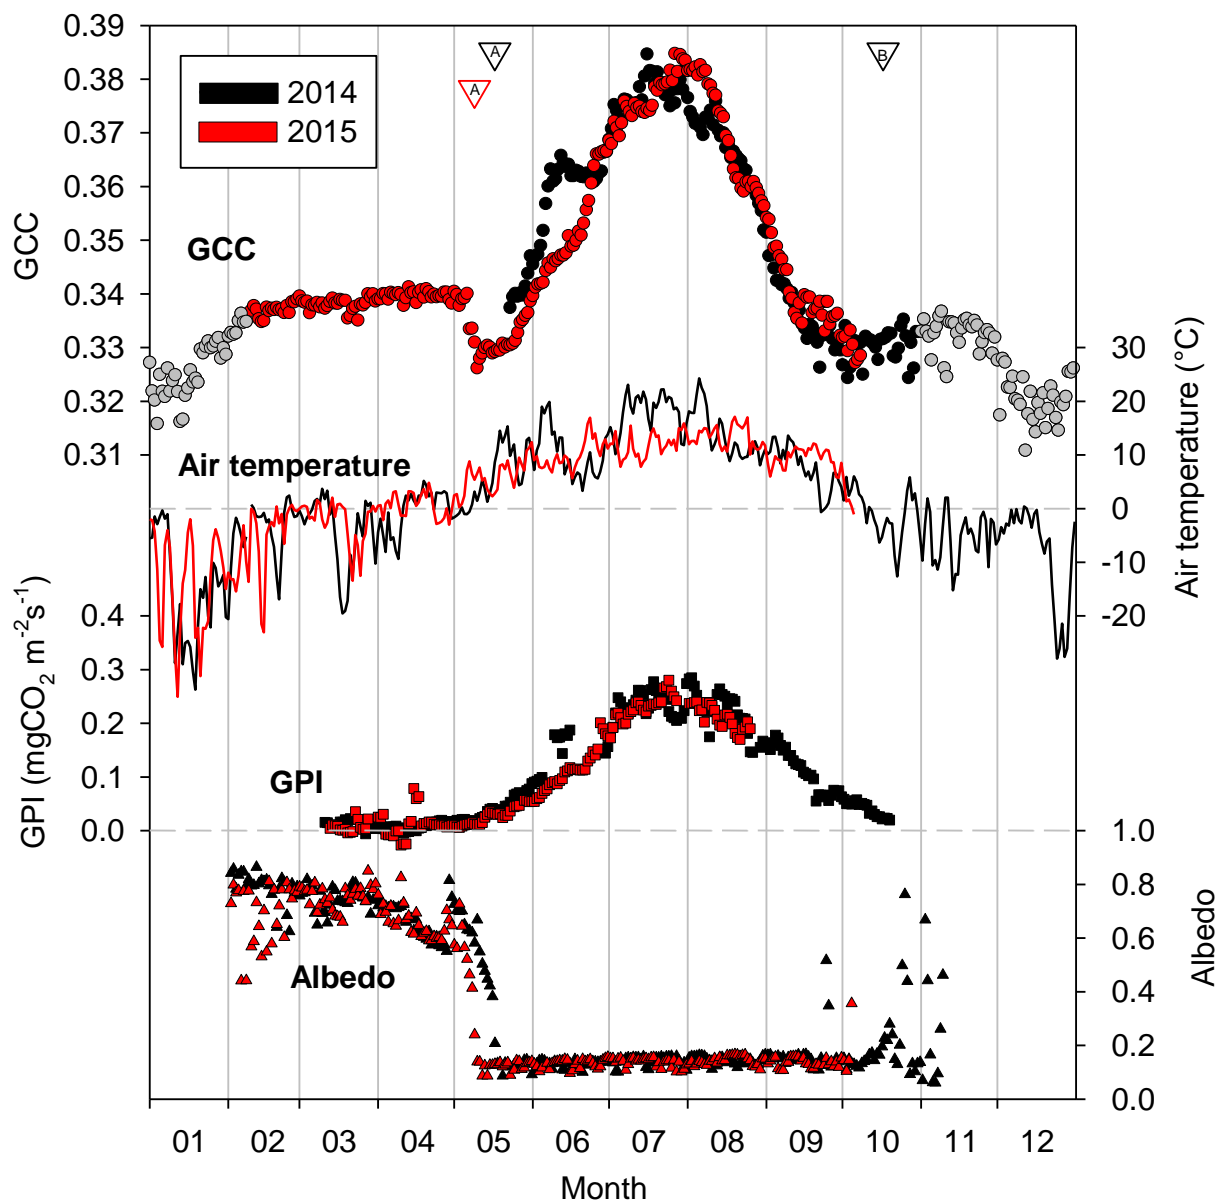 0.39
0.38
0.37
0.36
0.35
0.34
0.33
0.32
0.31
GCC
2014
2015
A
A
B
GCC
30
20
10
0
-10
-20
Air temperature (°C)
Air temperature
0.4
0.3
0.2
0.1
0.0
GPI (mgCO₂ m⁻²s⁻¹)
GPI
1.0
0.8
0.6
0.4
0.2
0.0
Albedo
Albedo
01 02 03 04 05 06 07 08 09 10 11 12
Month